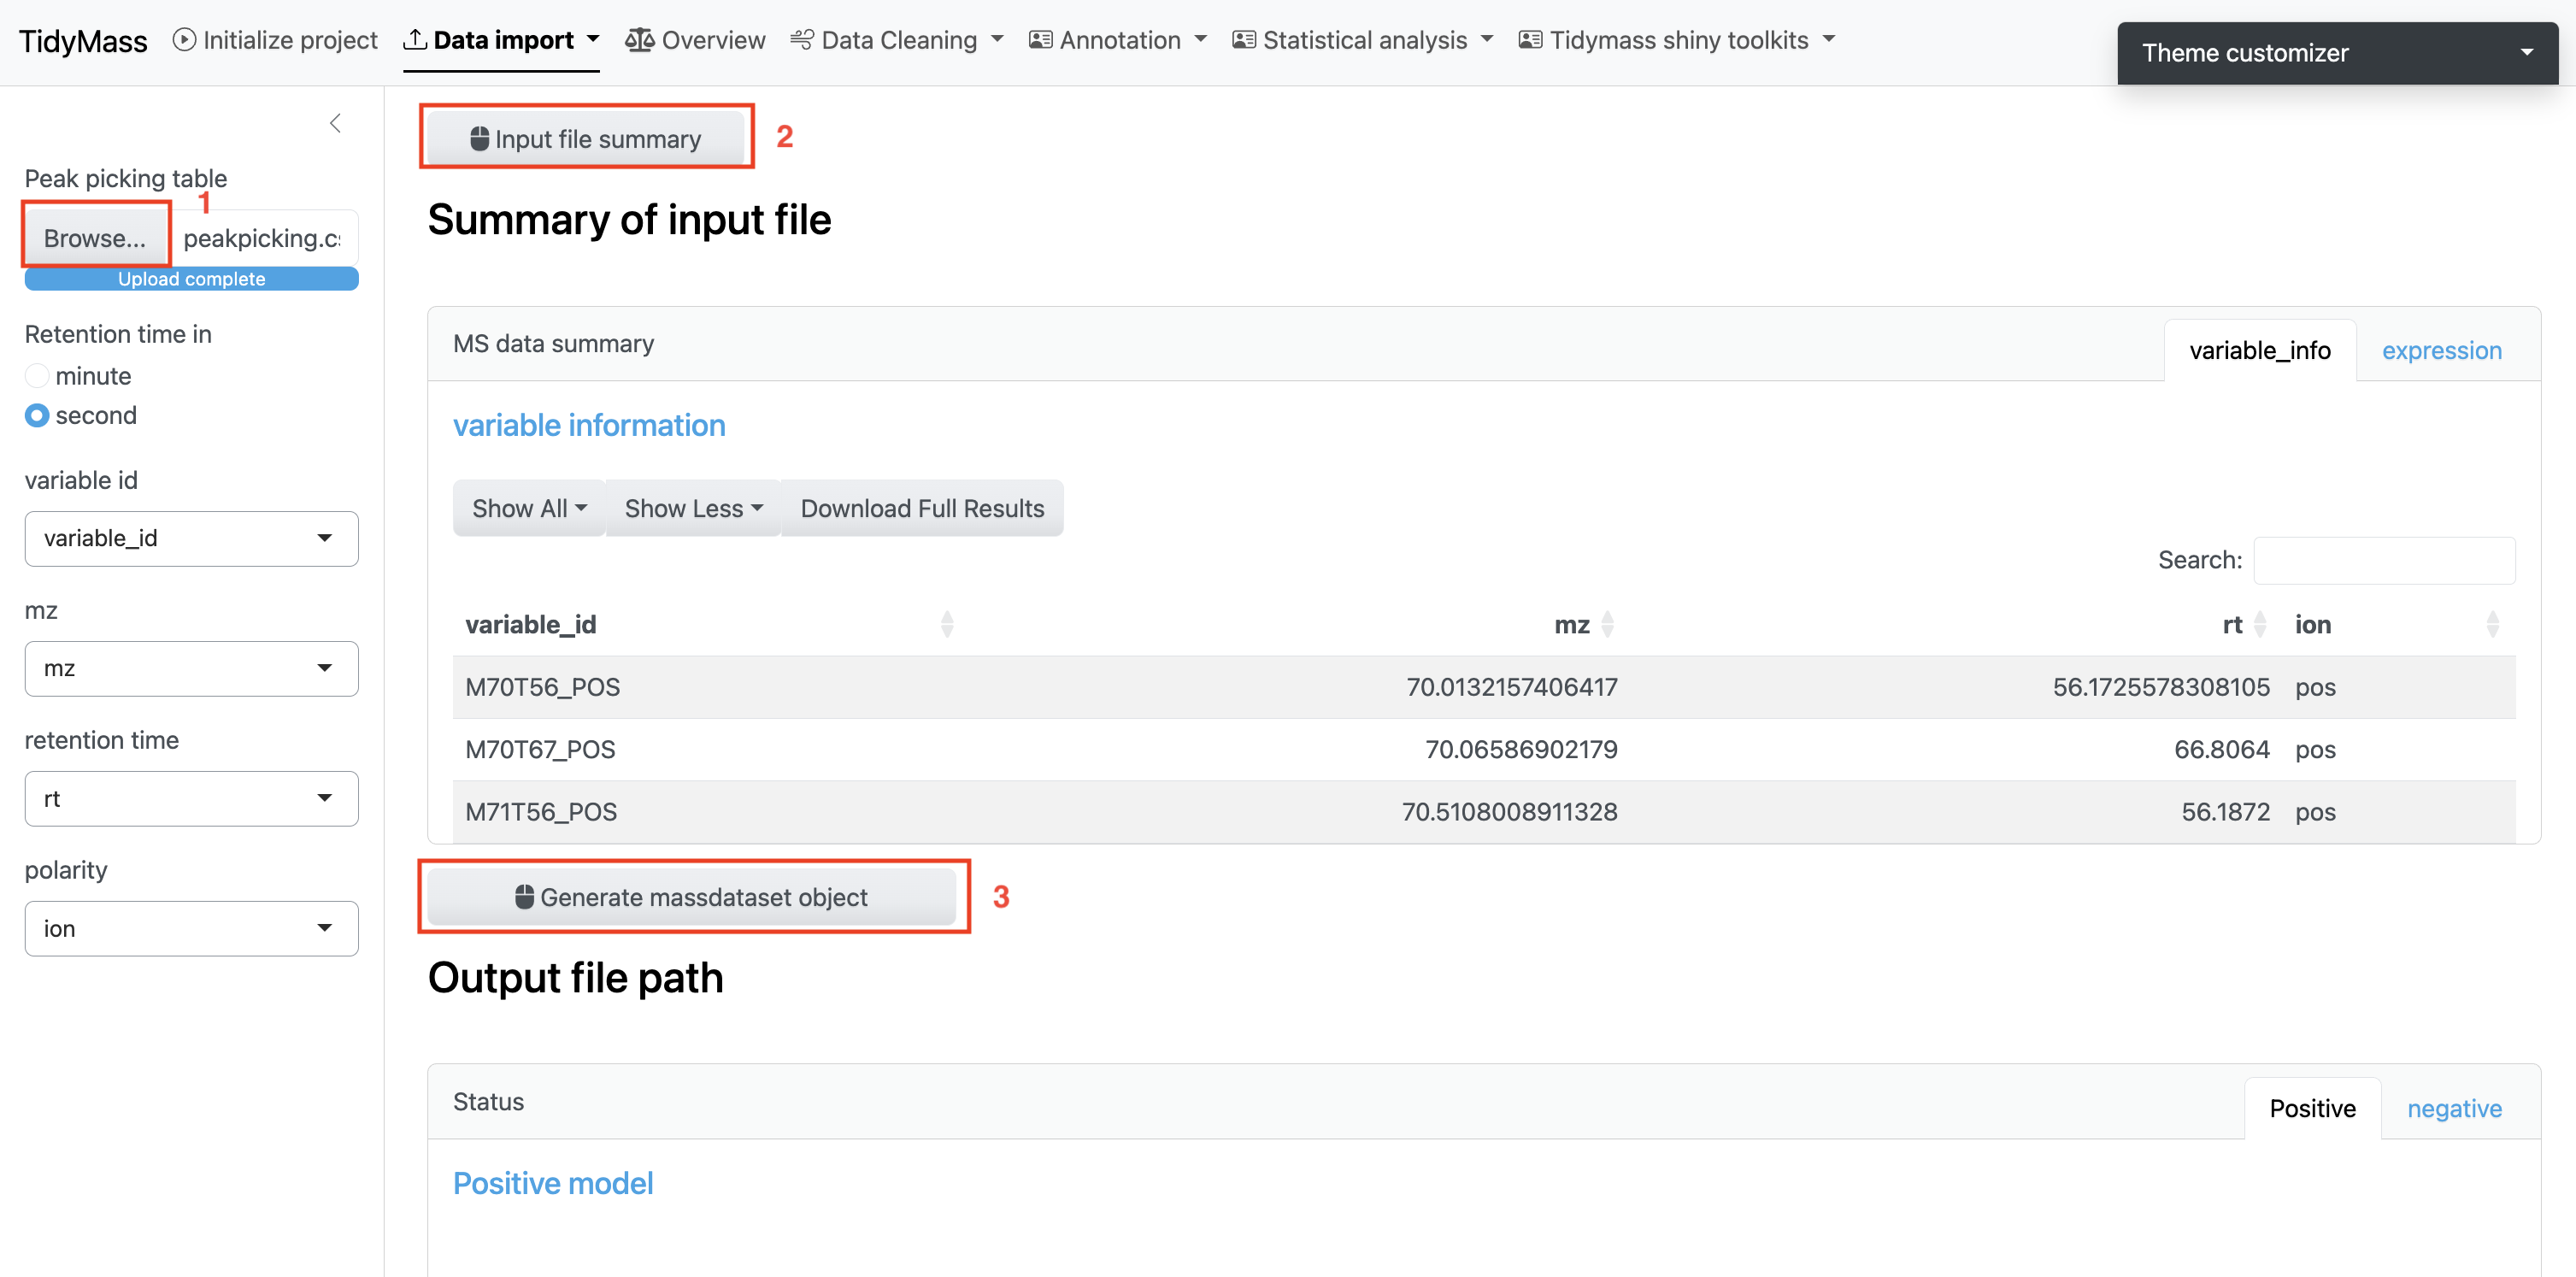 TidyMass Initialize project Data import Overview Data Cleaning Annotation Statistical analysis Tidymass shiny toolkits
Theme customizer
Peak picking table
1
Browse... peakpicking.c
Upload complete
Retention time in
minute
second
variable id
variable_id
mz
mz
retention time
rt
polarity
ion
Input file summary 2
Summary of input file
MS data summary variable_info expression
variable information
Show All Show Less Download Full Results
Search:
variable_id mz rt ion
M70T56_POS 70.0132157406417 56.1725578308105 pos
M70T67_POS 70.06586902179 66.8064 pos
M71T56_POS 70.5108008911328 56.1872 pos
Generate massdataset object 3
Output file path
Status Positive negative
Positive model